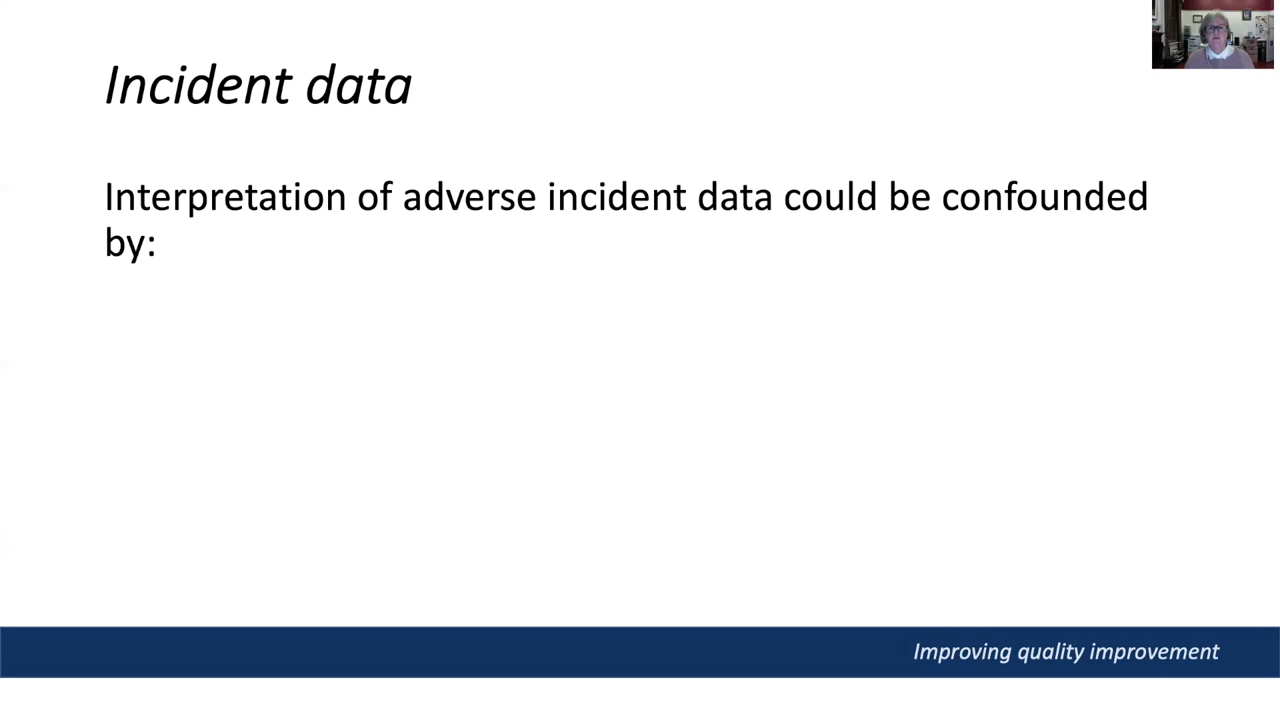 Incident data
Interpretation of adverse incident data could be confounded
by:
Improving quality improvement